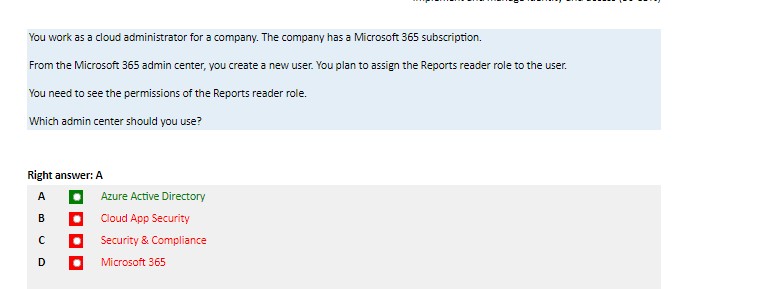 You work as a cloud administrator for a company. The company has a Microsoft 365 subscription.
From the Microsoft 365 admin center, you create a new user. You plan to assign the Reports reader role to the user.
You need to see the permissions of the Reports reader role.
Which admin center should you use?
Right answer: A
A Azure Active Directory
B Cloud App Security
C Security & Compliance
D Microsoft 365